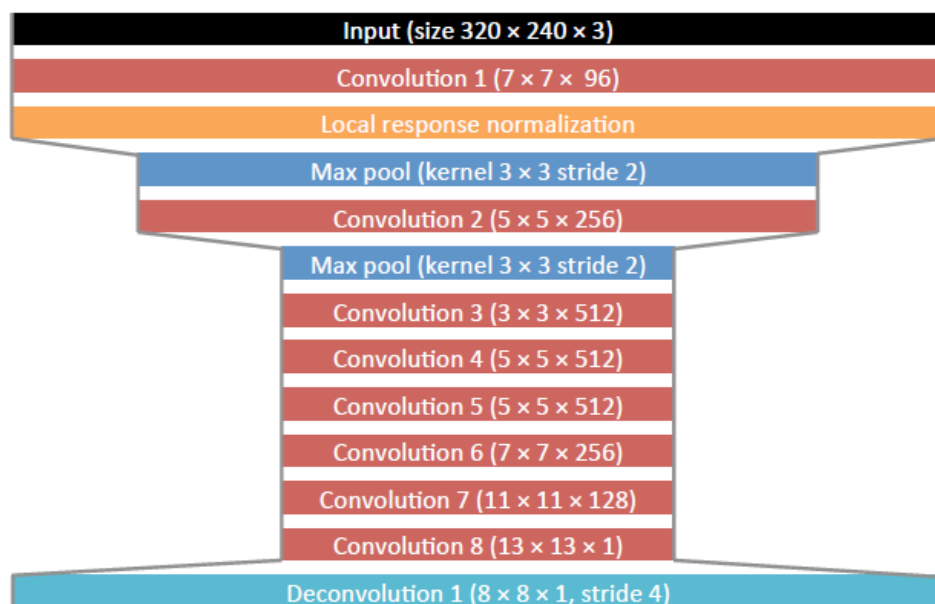 Input (size 320 × 240 × 3)
Convolution 1 (7 × 7 × 96)
Local response normalization
Max pool (kernel 3 × 3 stride 2)
Convolution 2 (5 × 5 × 256)
Max pool (kernel 3 × 3 stride 2)
Convolution 3 (3 × 3 × 512)
Convolution 4 (5 × 5 × 512)
Convolution 5 (5 × 5 × 512)
Convolution 6 (7 × 7 × 256)
Convolution 7 (11 × 11 × 128)
Convolution 8 (13 × 13 × 1)
Deconvolution 1 (8 × 8 × 1, stride 4)